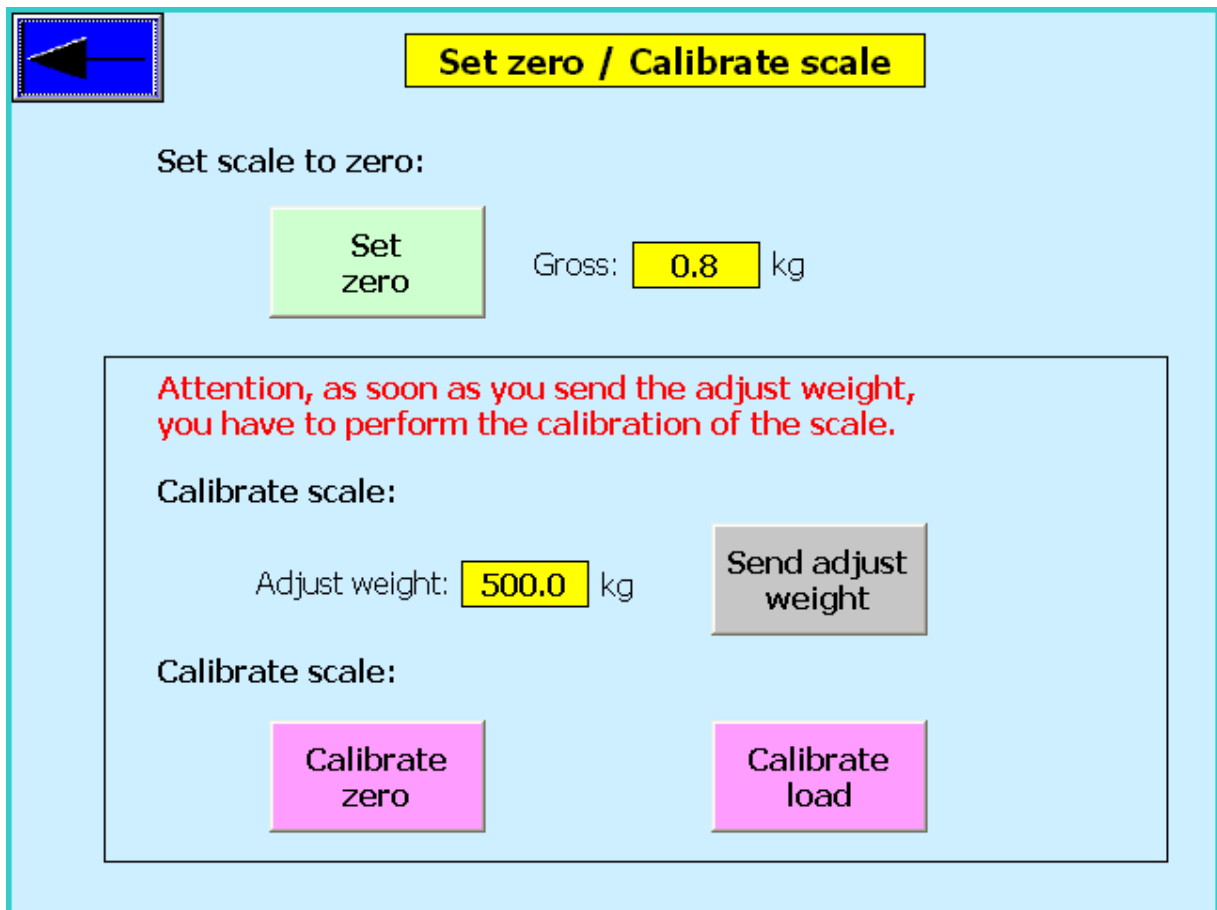 Set zero / Calibrate scale
Set scale to zero:
Set
zero
Gross: 0.8 kg
Attention, as soon as you send the adjust weight,
you have to perform the calibration of the scale.
Calibrate scale:
Adjust weight: 500.0 kg
Send adjust
weight
Calibrate scale:
Calibrate
zero
Calibrate
load